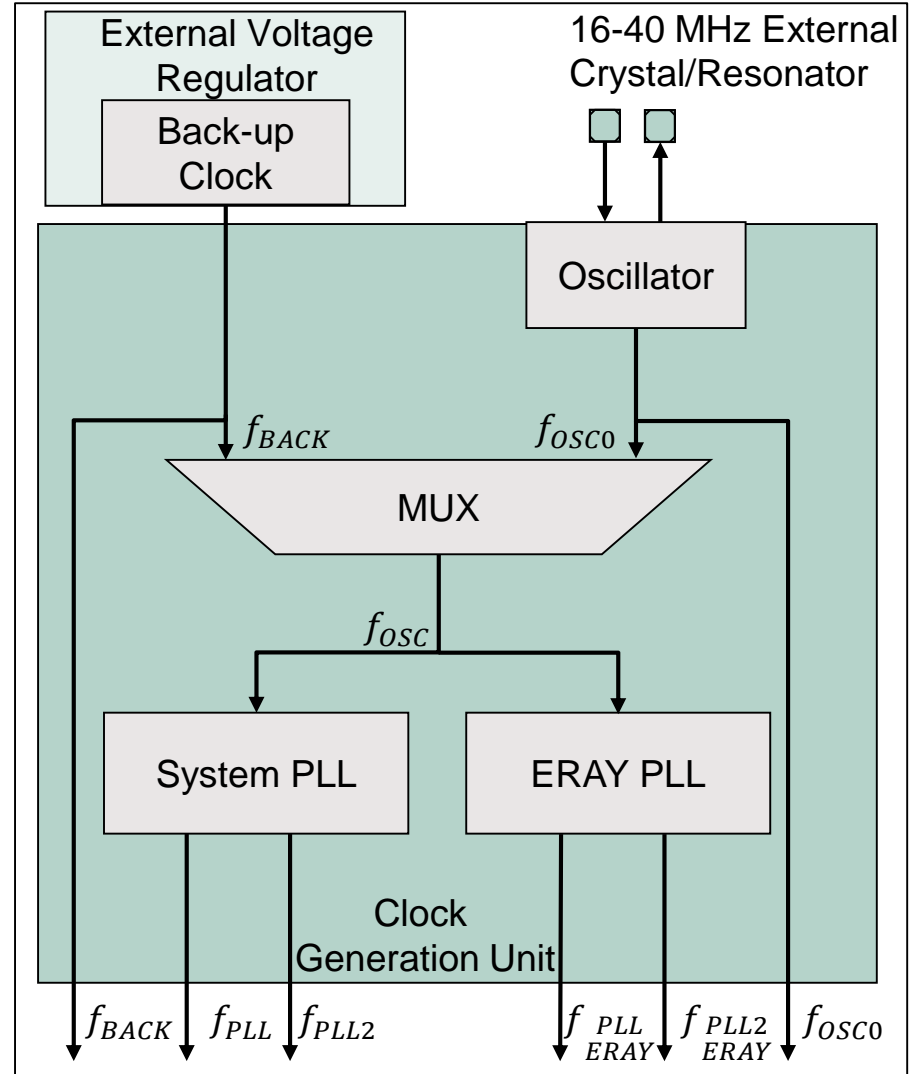 External Voltage
Regulator
16-40 MHz External
Crystal/Resonator
Back-up
Clock
Oscillator
f_BACK
f_OSC0
MUX
f_OSC
System PLL
ERAY PLL
Clock
Generation Unit
f_BACK
f_PLL
f_PLL2
f_PLL ERAY
f_PLL2 ERAY
f_OSC0